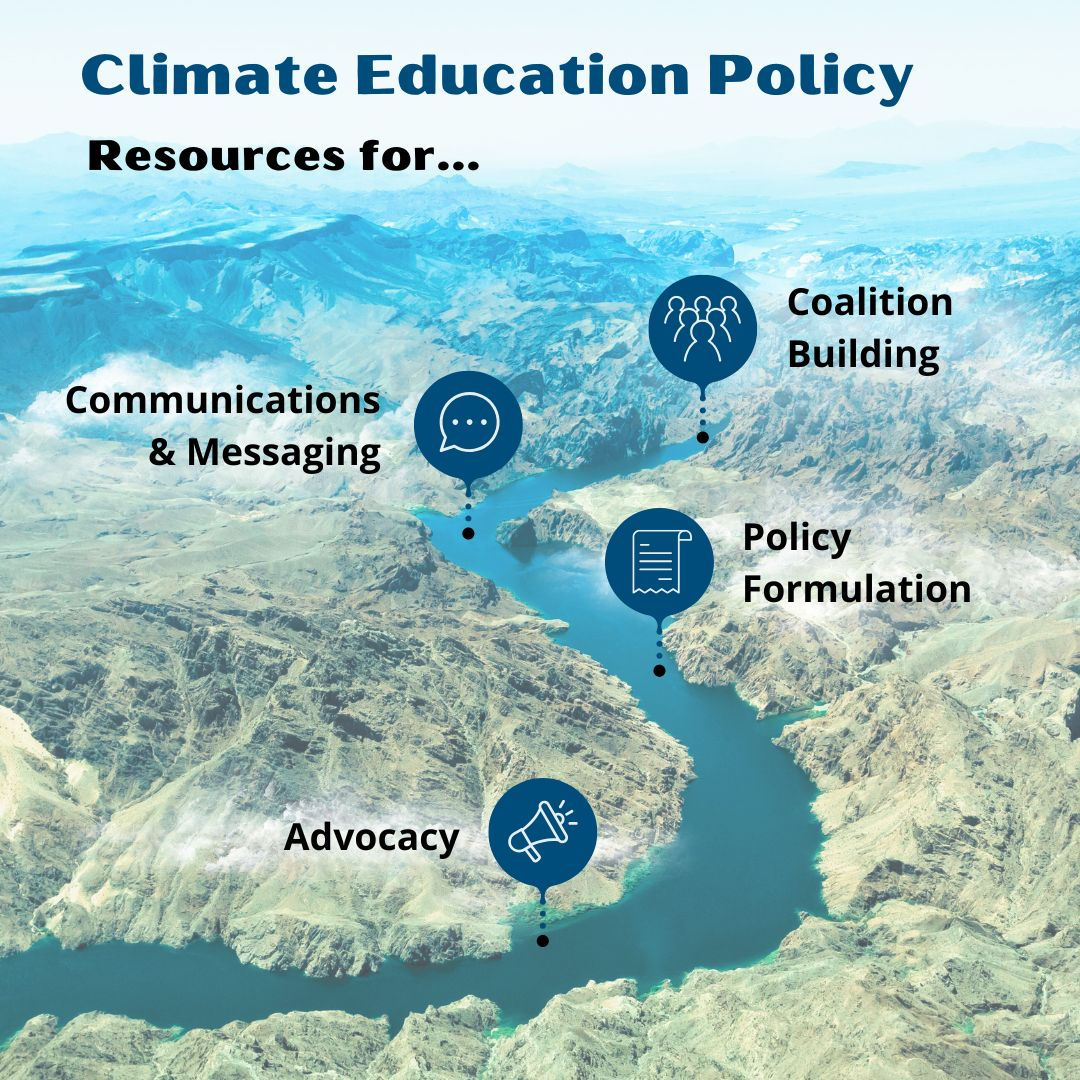 Climate Education Policy
Resources for...
Coalition
Building
Communications
& Messaging
Policy
Formulation
Advocacy